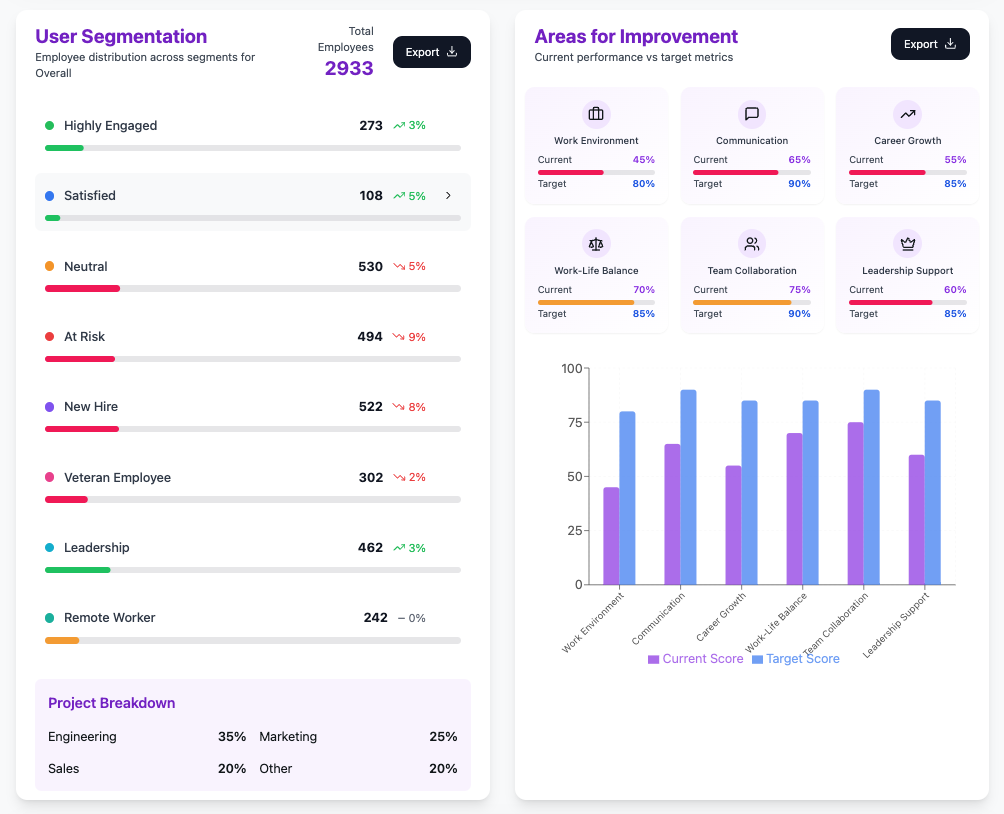 User Segmentation
Employee distribution across segments for
Overall
Total
Employees
2933
Export
Highly Engaged 273 3%
Satisfied 108 5%
Neutral 530 5%
At Risk 494 9%
New Hire 522 8%
Veteran Employee 302 2%
Leadership 462 3%
Remote Worker 242 0%
Project Breakdown
Engineering 35% Marketing 25%
Sales 20% Other 20%
Areas for Improvement
Current performance vs target metrics
Export
Work Environment
Current 45%
Target 80%
Communication
Current 65%
Target 90%
Career Growth
Current 55%
Target 85%
Work-Life Balance
Current 70%
Target 85%
Team Collaboration
Current 75%
Target 90%
Leadership Support
Current 60%
Target 85%
100
75
50
25
0
Work Environment
Communication
Career Growth
Work-Life Balance
Team Collaboration
Leadership Support
Current Score Target Score